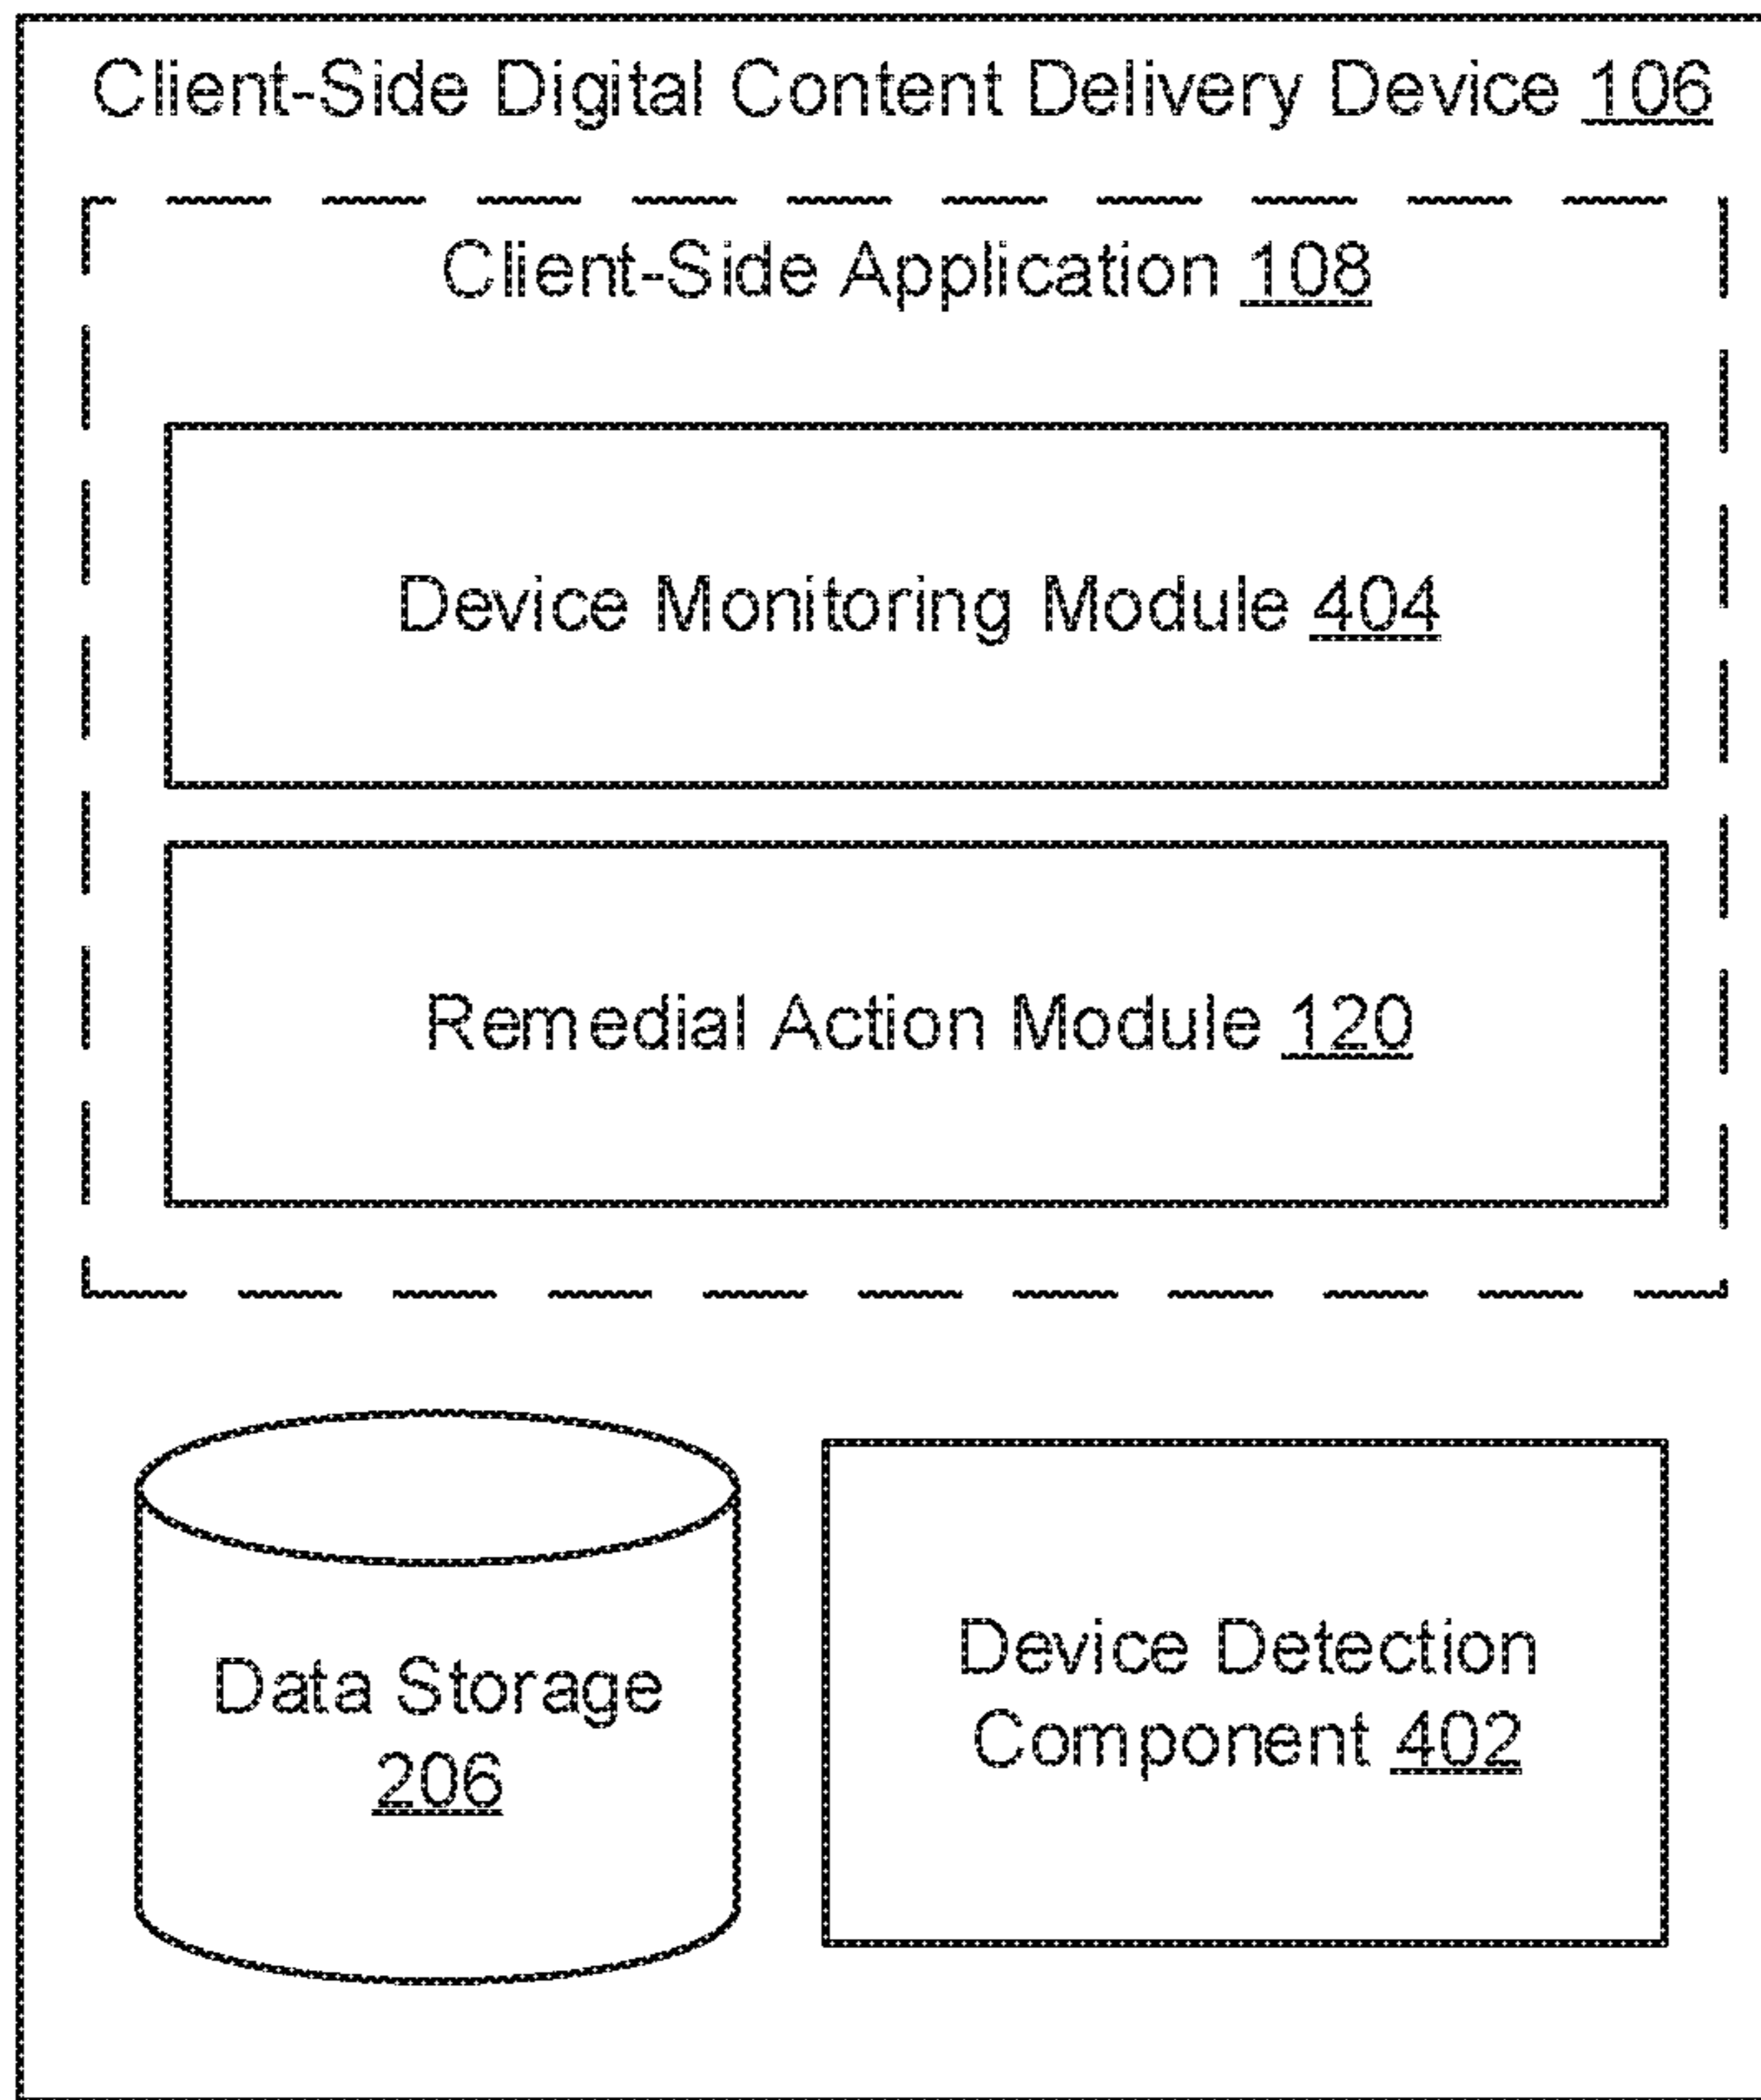 Client-Side Digital Content Delivery Device 106
Client-Side Application 108
Device Monitoring Module 404
Remedial Action Module 120
Data Storage
206
Device Detection
Component 402